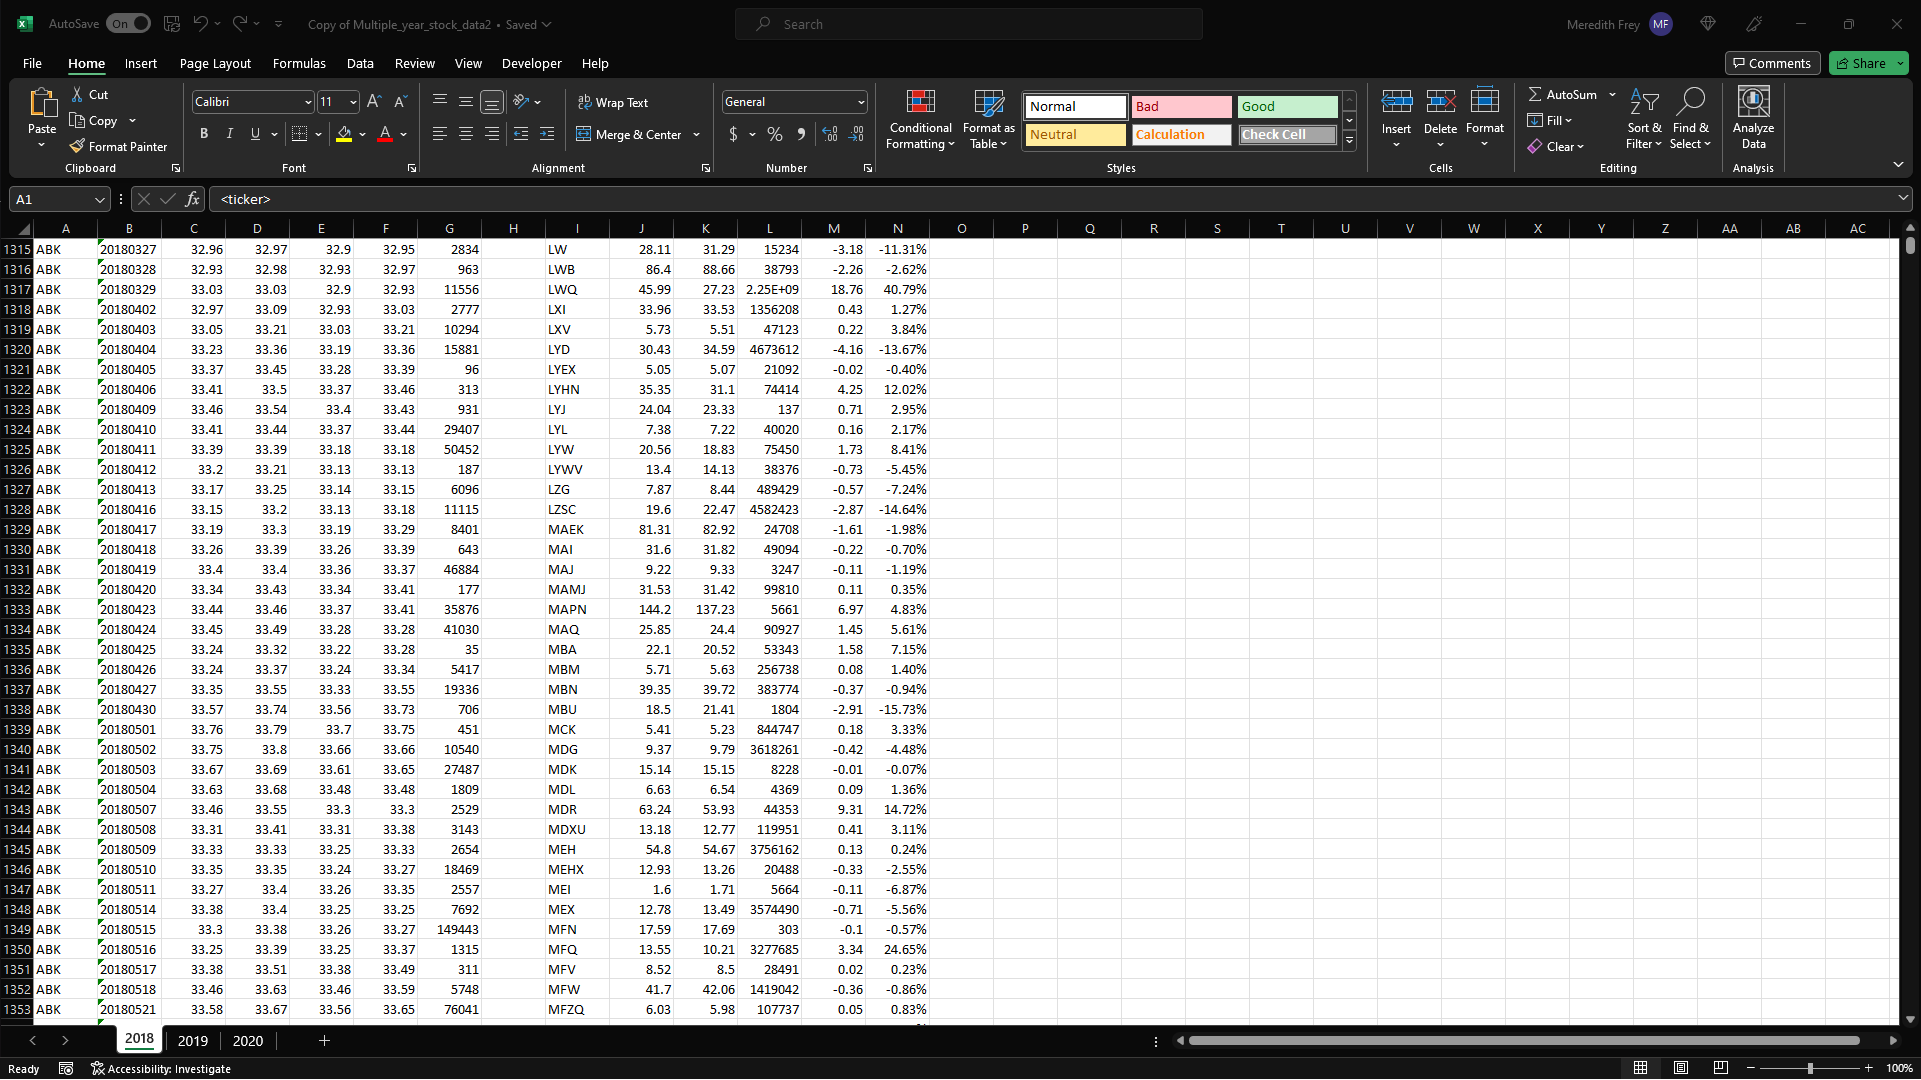 AutoSave On Copy of Multiple_year_stock_data2 • Saved Search Meredith Frey MF
File Home Insert Page Layout Formulas Data Review View Developer Help Comments Share
Paste Cut Copy Format Painter Clipboard
Calibri 11 B I U A Font
Wrap Text Merge & Center Alignment
General $ % Number
Conditional Formatting Format as Table
Normal Bad Good
Neutral Calculation Check Cell
Styles
Insert Delete Format Cells
AutoSum Fill Clear Sort & Filter Find & Select Editing
Analyze Data Analysis
A1 fx <ticker>
A B C D E F G H I J K L M N O P Q R S T U V W X Y Z AA AB AC
1315 ABK 20180327 32.96 32.97 32.9 32.95 2834 LW 28.11 31.29 15234 -3.18 -11.31%
1316 ABK 20180328 32.93 32.98 32.93 32.97 963 LWB 86.4 88.66 38793 -2.26 -2.62%
1317 ABK 20180329 33.03 33.03 32.9 32.93 11556 LWQ 45.99 27.23 2.25E+09 18.76 40.79%
1318 ABK 20180402 32.97 33.09 32.93 33.03 2777 LXI 33.96 33.53 1356208 0.43 1.27%
1319 ABK 20180403 33.05 33.21 33.03 33.21 10294 LXV 5.73 5.51 47123 0.22 3.84%
1320 ABK 20180404 33.23 33.36 33.19 33.36 15881 LYD 30.43 34.59 4673612 -4.16 -13.67%
1321 ABK 20180405 33.37 33.45 33.28 33.39 96 LYEX 5.05 5.07 21092 -0.02 -0.40%
1322 ABK 20180406 33.41 33.5 33.37 33.46 313 LYHN 35.35 31.1 74414 4.25 12.02%
1323 ABK 20180409 33.46 33.54 33.4 33.43 931 LYJ 24.04 23.33 137 0.71 2.95%
1324 ABK 20180410 33.41 33.44 33.37 33.44 29407 LYL 7.38 7.22 40020 0.16 2.17%
1325 ABK 20180411 33.39 33.39 33.18 33.18 50452 LYW 20.56 18.83 75450 1.73 8.41%
1326 ABK 20180412 33.2 33.21 33.13 33.13 187 LYWV 13.4 14.13 38376 -0.73 -5.45%
1327 ABK 20180413 33.17 33.25 33.14 33.15 6096 LZG 7.87 8.44 489429 -0.57 -7.24%
1328 ABK 20180416 33.15 33.2 33.13 33.18 11115 LZSC 19.6 22.47 4582423 -2.87 -14.64%
1329 ABK 20180417 33.19 33.3 33.19 33.29 8401 MAEK 81.31 82.92 24708 -1.61 -1.98%
1330 ABK 20180418 33.26 33.39 33.26 33.39 643 MAI 31.6 31.82 49094 -0.22 -0.70%
1331 ABK 20180419 33.4 33.4 33.36 33.37 46884 MAJ 9.22 9.33 3247 -0.11 -1.19%
1332 ABK 20180420 33.34 33.43 33.34 33.41 177 MAMJ 31.53 31.42 99810 0.11 0.35%
1333 ABK 20180423 33.44 33.46 33.37 33.41 35876 MAPN 144.2 137.23 5661 6.97 4.83%
1334 ABK 20180424 33.45 33.49 33.28 33.28 41030 MAQ 25.85 24.4 90927 1.45 5.61%
1335 ABK 20180425 33.24 33.32 33.22 33.28 35 MBA 22.1 20.52 53343 1.58 7.15%
1336 ABK 20180426 33.24 33.37 33.24 33.34 5417 MBM 5.71 5.63 256738 0.08 1.40%
1337 ABK 20180427 33.35 33.55 33.33 33.55 19336 MBN 39.35 39.72 383774 -0.37 -0.94%
1338 ABK 20180430 33.57 33.74 33.56 33.73 706 MBU 18.5 21.41 1804 -2.91 -15.73%
1339 ABK 20180501 33.76 33.79 33.7 33.75 451 MCK 5.41 5.23 844747 0.18 3.33%
1340 ABK 20180502 33.75 33.8 33.66 33.66 10540 MDG 9.37 9.79 3618261 -0.42 -4.48%
1341 ABK 20180503 33.67 33.69 33.61 33.65 27487 MDK 15.14 15.15 8228 -0.01 -0.07%
1342 ABK 20180504 33.63 33.68 33.48 33.48 1809 MDL 6.63 6.54 4369 0.09 1.36%
1343 ABK 20180507 33.46 33.55 33.3 33.3 2529 MDR 63.24 53.93 44353 9.31 14.72%
1344 ABK 20180508 33.31 33.41 33.31 33.38 3143 MDXU 13.18 12.77 119951 0.41 3.11%
1345 ABK 20180509 33.33 33.33 33.25 33.33 2654 MEH 54.8 54.67 3756162 0.13 0.24%
1346 ABK 20180510 33.35 33.35 33.24 33.27 18469 MEHX 12.93 13.26 20488 -0.33 -2.55%
1347 ABK 20180511 33.27 33.4 33.26 33.35 2557 MEI 1.6 1.71 5664 -0.11 -6.87%
1348 ABK 20180514 33.38 33.4 33.25 33.25 7692 MEX 12.78 13.49 3574490 -0.71 -5.56%
1349 ABK 20180515 33.3 33.38 33.26 33.27 149443 MFN 17.59 17.69 303 -0.1 -0.57%
1350 ABK 20180516 33.25 33.39 33.25 33.37 1315 MFQ 13.55 10.21 3277685 3.34 24.65%
1351 ABK 20180517 33.38 33.51 33.38 33.49 311 MFV 8.52 8.5 28491 0.02 0.23%
1352 ABK 20180518 33.46 33.63 33.46 33.59 5748 MFW 41.7 42.06 1419042 -0.36 -0.86%
1353 ABK 20180521 33.58 33.67 33.56 33.65 76041 MFZQ 6.03 5.98 107737 0.05 0.83%
2018 2019 2020
Ready Accessibility: Investigate 100%